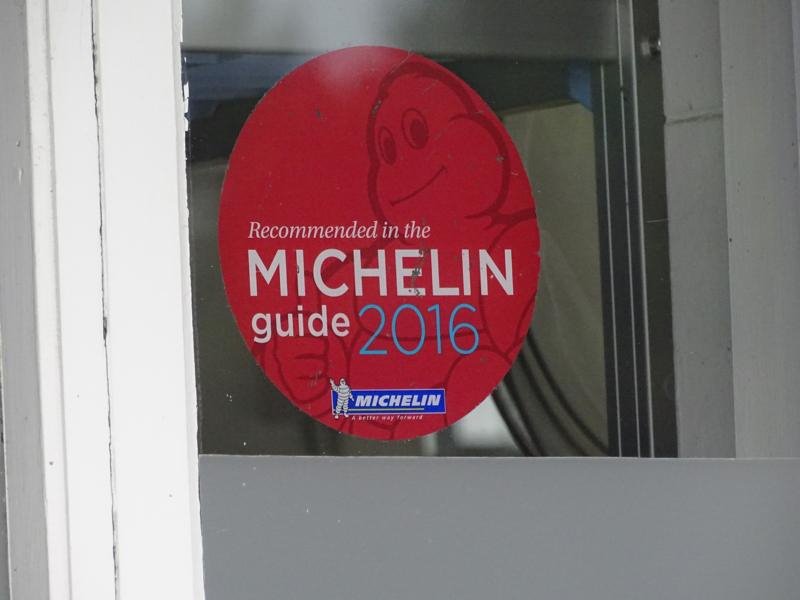 Recommended in the
MICHELIN
guide 2016
MICHELIN
A better way forward